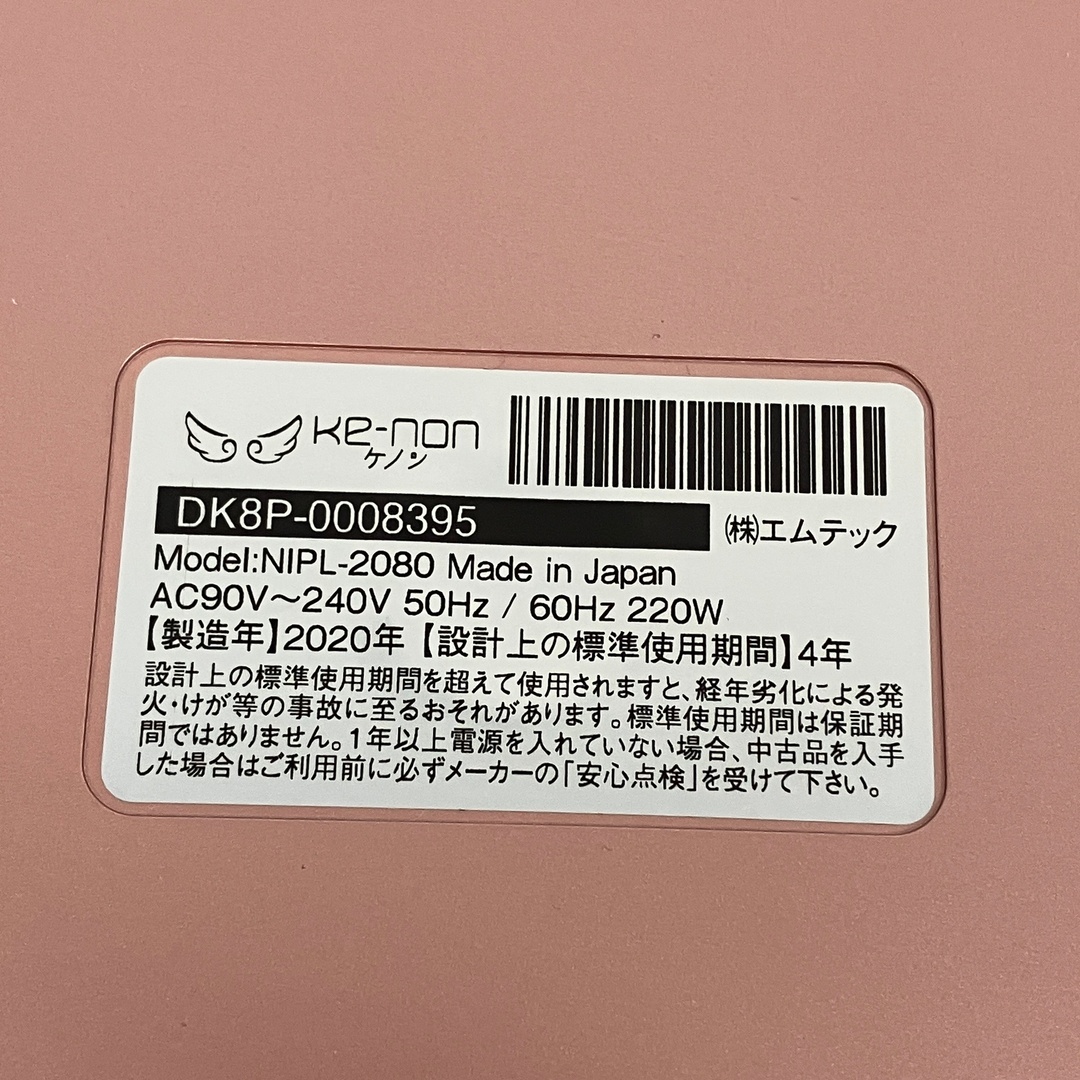 ke-non
ケノン
DK8P-0008395
㈱エムテック
Model:NIPL-2080 Made in Japan
AC90V～240V 50Hz / 60Hz 220W
【製造年】2020年【設計上の標準使用期間】4年
設計上の標準使用期間を超えて使用されますと、経年劣化による発
火・けが等の事故に至るおそれがあります。標準使用期間は保証期
間ではありません。1年以上電源を入れていない場合、中古品を入手
した場合はご利用前に必ずメーカーの「安心点検」を受けて下さい。